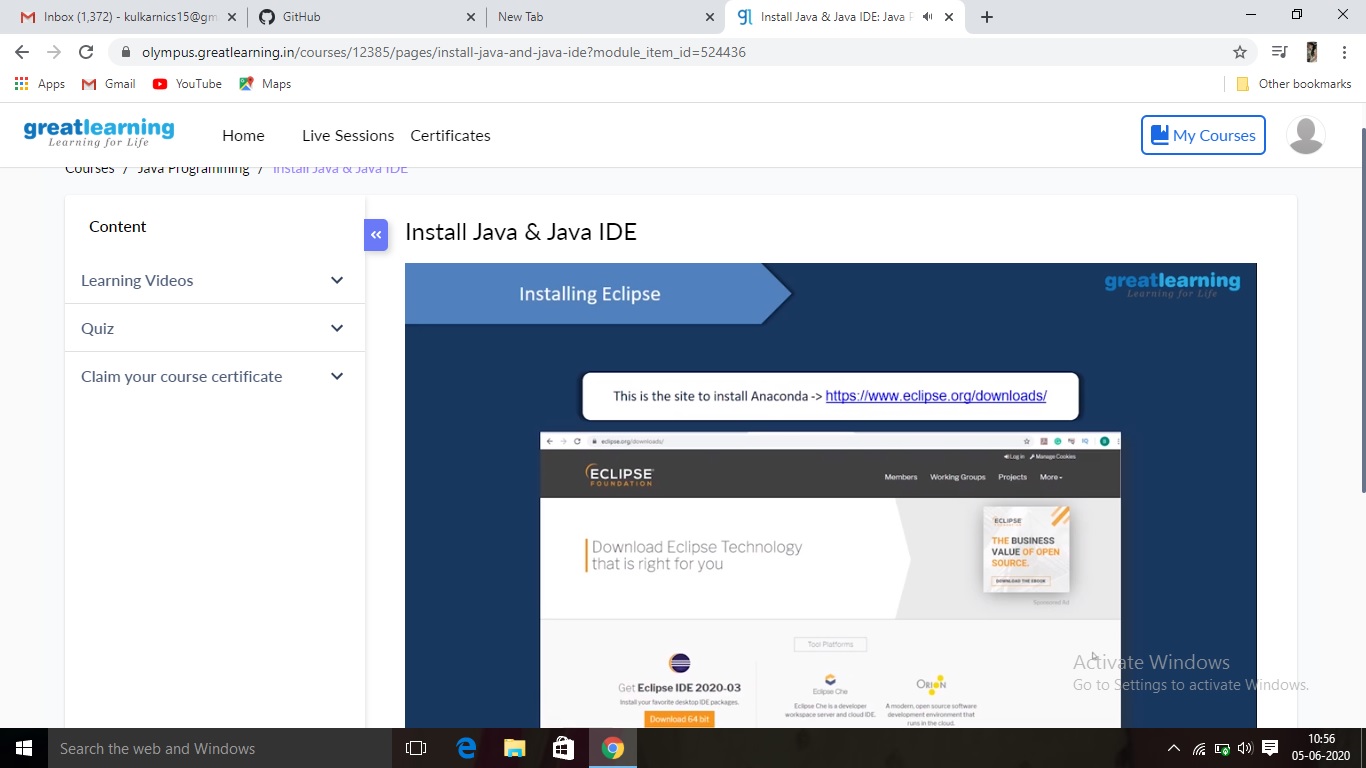 Inbox (1,372) - kulkarnics15@gm
GitHub
New Tab
Install Java & Java IDE: Java P
olympus.greatlearning.in/courses/12385/pages/install-java-and-java-ide?module_item_id=524436
Apps
Gmail
YouTube
Maps
Other bookmarks
greatlearning
Learning for Life
Home
Live Sessions
Certificates
My Courses
Courses / Java Programming / Install Java & Java IDE
Content
Learning Videos
Quiz
Claim your course certificate
Install Java & Java IDE
Installing Eclipse
greatlearning
Learning for Life
This is the site to install Anaconda -> https://www.eclipse.org/downloads/
eclipse.org/downloads/
Log in
Manage Cookies
ECLIPSE
FOUNDATION
Members
Working Groups
Projects
More
Download Eclipse Technology
that is right for you
ECLIPSE
THE BUSINESS
VALUE OF OPEN
SOURCE.
DOWNLOAD THE EBOOK
Sponsored Ad
Tool Platforms
Get Eclipse IDE 2020-03
Install your favorite desktop IDE packages.
Download 64 bit
Eclipse Che
Eclipse Che is a developer
workspace server and cloud IDE.
ORION
A modern, open source software
development environment that
runs in the cloud.
Activate Windows
Go to Settings to activate Windows.
Search the web and Windows
10:56
05-06-2020